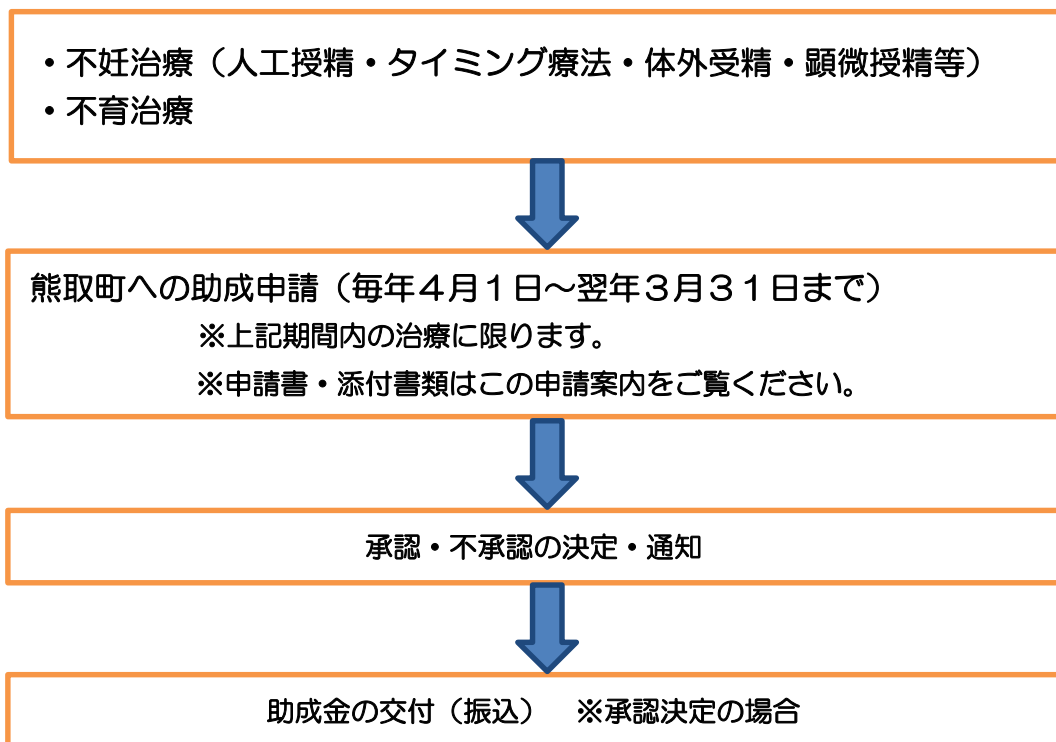 ・不妊治療（人工授精・タイミング療法・体外受精・顕微授精等）
・不育治療
熊取町への助成申請（毎年４月１日～翌年３月３１日まで）
※上記期間内の治療に限ります。
※申請書・添付書類はこの申請案内をご覧ください。
承認・不承認の決定・通知
助成金の交付（振込）　※承認決定の場合